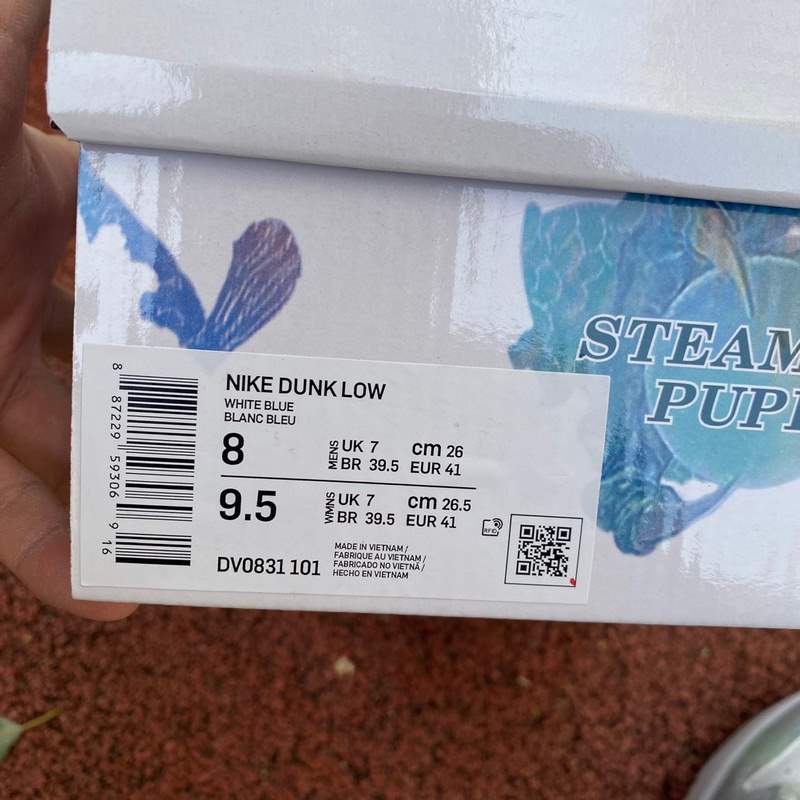 STEAM
PUP
NIKE DUNK LOW
WHITE BLUE
BLANC BLEU
8
MENS
UK 7 cm 26
BR 39.5 EUR 41
9.5
WMNS
UK 7 cm 26.5
BR 39.5 EUR 41
DV0831 101
MADE IN VIETNAM /
FABRIQUE AU VIETNAM /
FABRICADO NO VIETNÃ /
HECHO EN VIETNAM
RFID
8 87229 59306 9 16